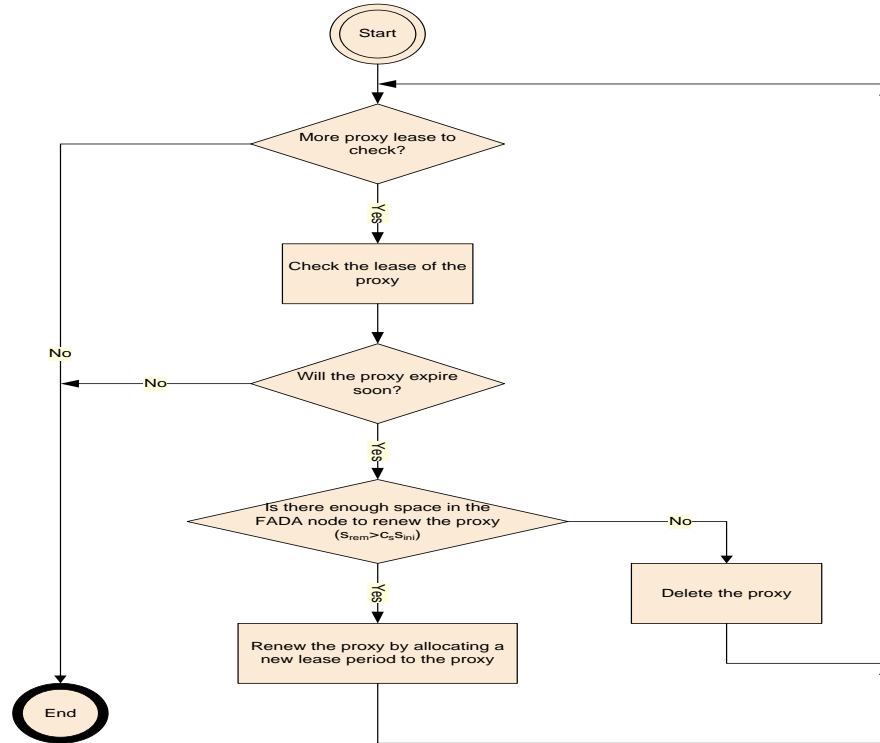 Start
More proxy lease to
check?
Yes
Check the lease of the
proxy
No
Will the proxy expire
soon?
No
Yes
Is there enough space in the
FADA node to renew the proxy
(srem>cssini)
No
Delete the proxy
Yes
Renew the proxy by allocating a
new lease period to the proxy
End